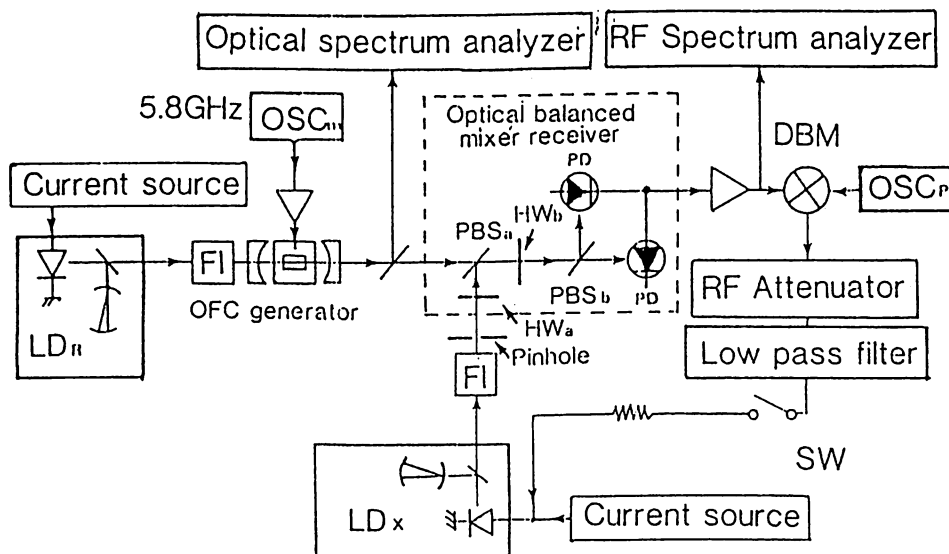 Optical spectrum analyzer
RF Spectrum analyzer
5.8GHz
OSCm
Optical balanced
mixer receiver
DBM
PD
Current source
HWb
OSCP
PBSa
FI
PBSb
PD
RF Attenuator
OFC generator
HWa
LDR
Pinhole
Low pass filter
FI
SW
LDx
Current source